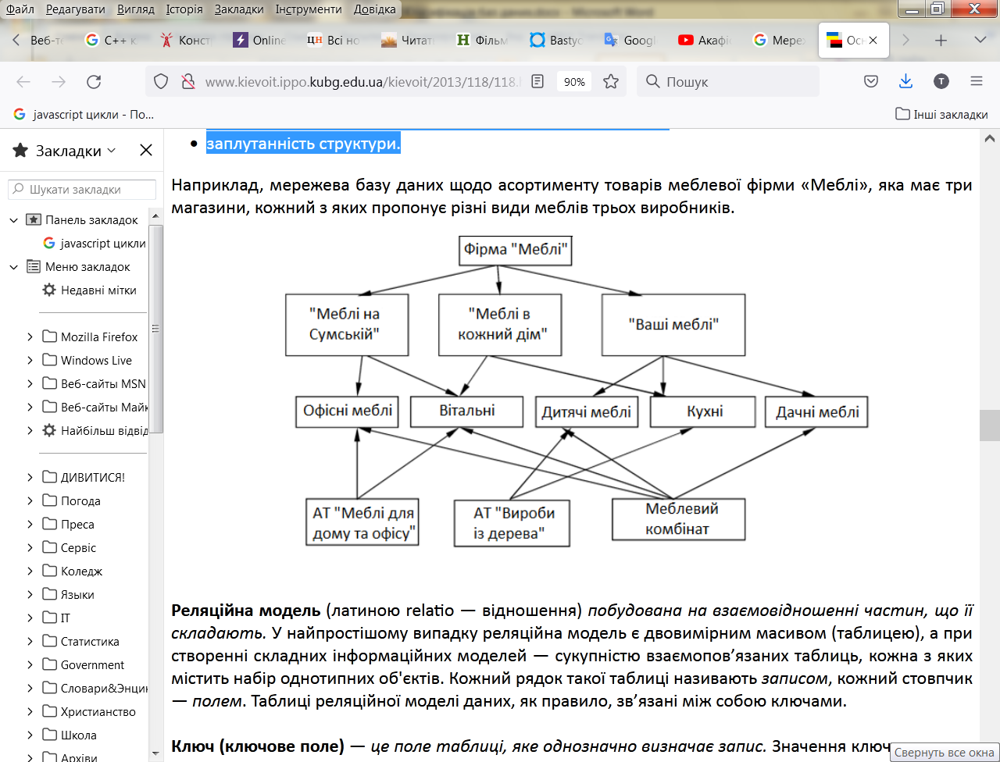 Файл Редагувати Вигляд Історія Закладки Інструменти Довідка
Веб-т C++ к Конст Online Всі но Читать Фільм Bastyo Googl Акафіс Мереж Осн
www.kievoit.ippo.kubg.edu.ua/kievoit/2013/118/118.h 90% Пошук
javascript цикли - По... Інші закладки
Закладки
Шукати закладки
Панель закладок
javascript цикли
Меню закладок
Недавні мітки
Mozilla Firefox
Windows Live
Веб-сайты MSN
Веб-сайты Майк
Найбільш відвід
ДИВИТИСЯ!
Погода
Преса
Сервіс
Коледж
Языки
IT
Статистика
Government
Словари&Энцик
Христианство
Школа
Архіви
заплутанність структури.
Наприклад, мережева базу даних щодо асортименту товарів меблевої фірми «Меблі», яка має три
магазини, кожний з яких пропонує різні види меблів трьох виробників.
Фірма "Меблі"
"Меблі на
Сумській"
"Меблі в
кожний дім"
"Ваші меблі"
Офісні меблі Вітальні Дитячі меблі Кухні Дачні меблі
АТ "Меблі для
дому та офісу"
АТ "Вироби
із дерева"
Меблевий
комбінат
Реляційна модель (латиною relatio — відношення) побудована на взаємовідношенні частин, що її
складають. У найпростішому випадку реляційна модель є двовимірним масивом (таблицею), а при
створенні складних інформаційних моделей — сукупністю взаємопов’язаних таблиць, кожна з яких
містить набір однотипних об'єктів. Кожний рядок такої таблиці називають записом, кожний стовпчик
— полем. Таблиці реляційної моделі даних, як правило, зв’язані між собою ключами.
Ключ (ключове поле) — це поле таблиці, яке однозначно визначає запис. Значення ключ
Свернуть все окна